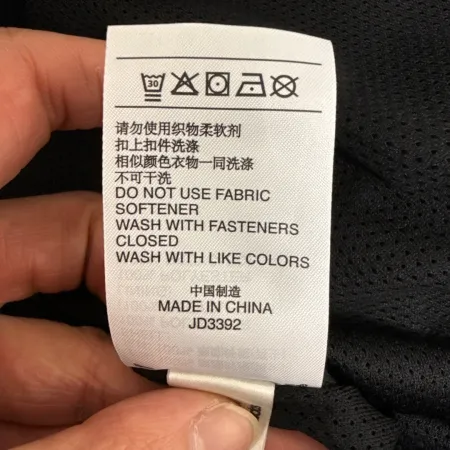 30
请勿使用织物柔软剂
扣上扣件洗涤
相似颜色衣物一同洗涤
不可干洗
DO NOT USE FABRIC
SOFTENER
WASH WITH FASTENERS
CLOSED
WASH WITH LIKE COLORS
中国制造
MADE IN CHINA
JD3392